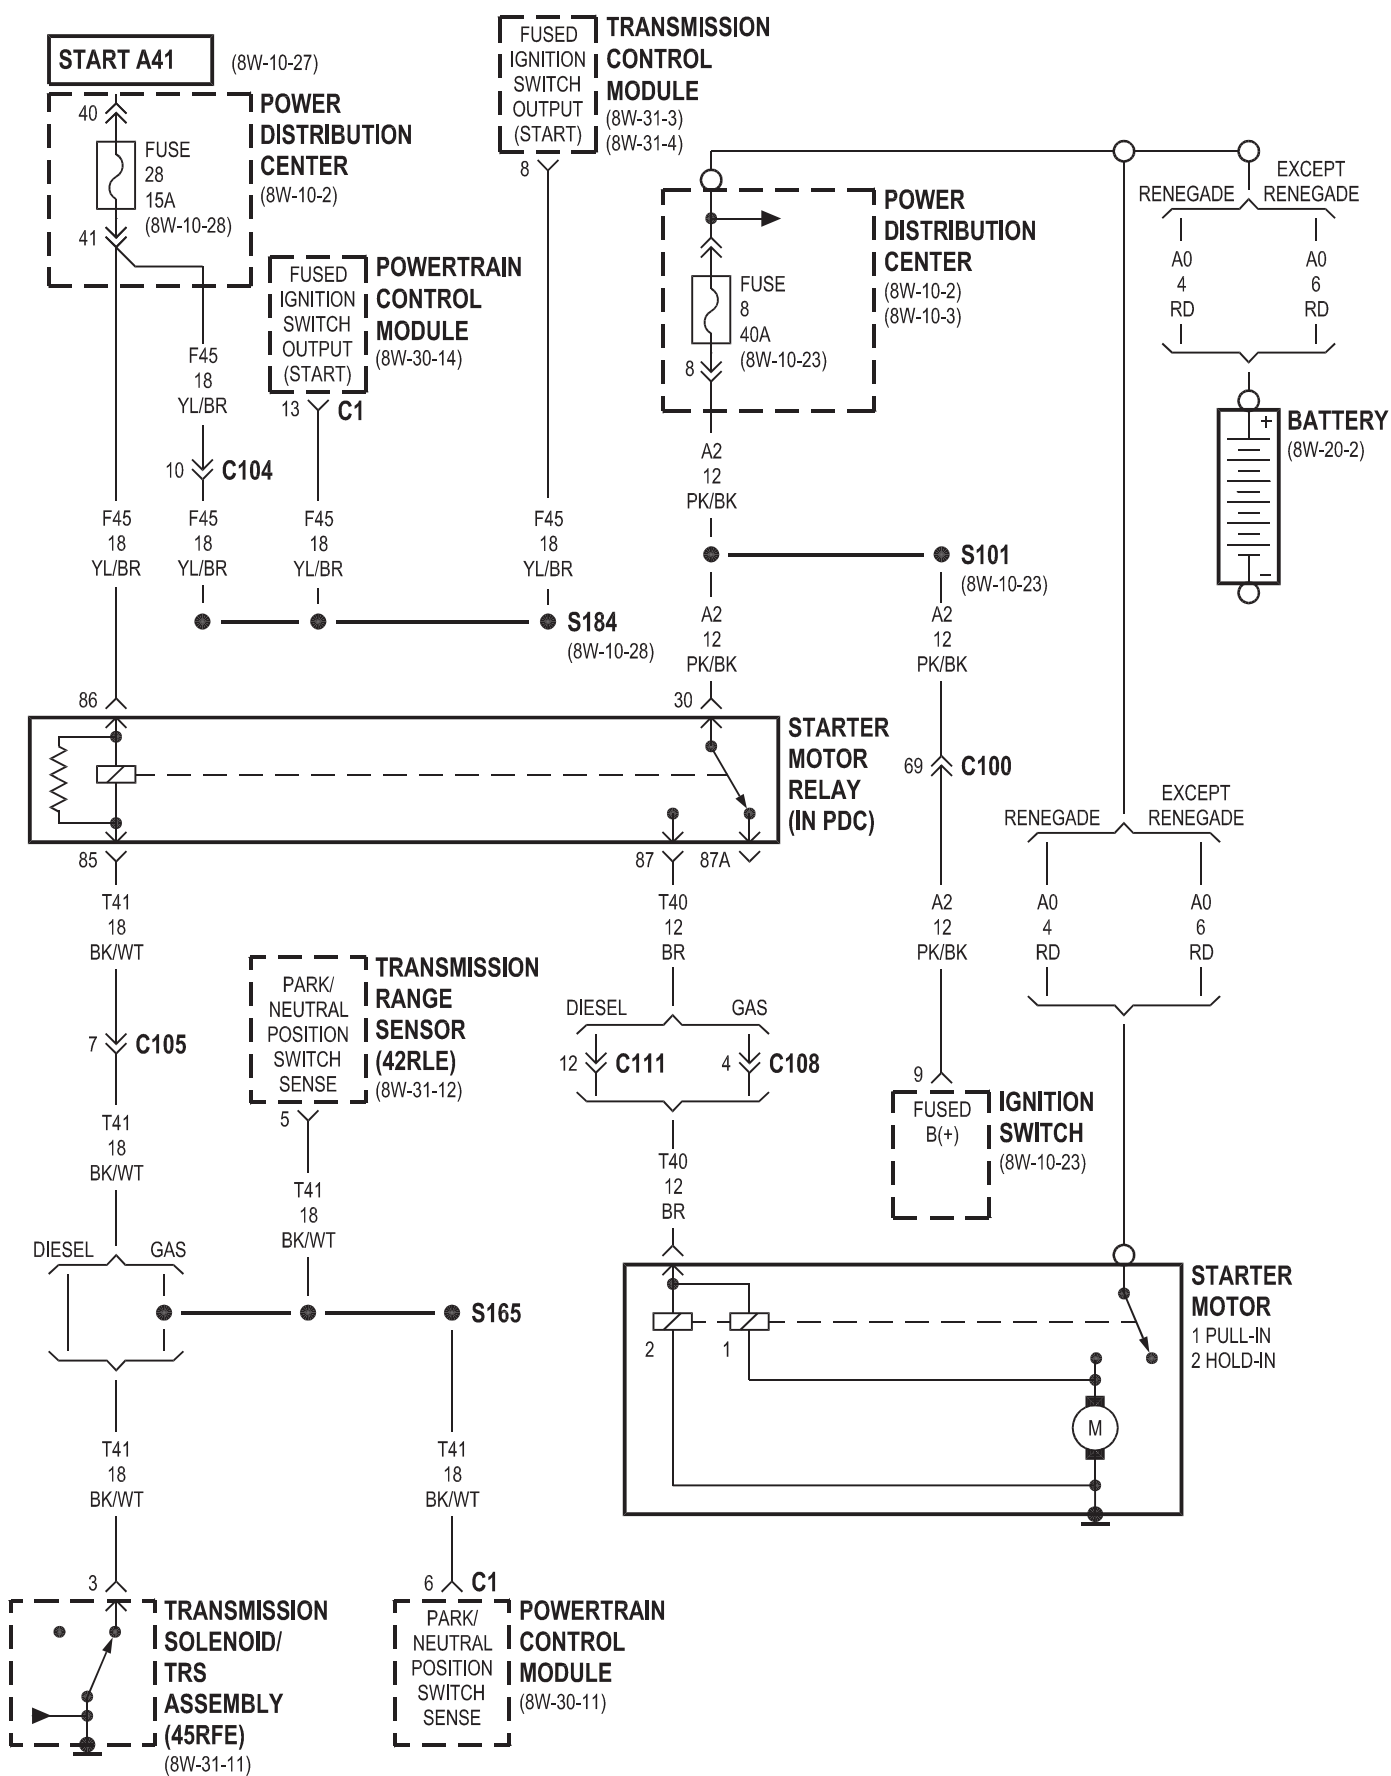 START A41
(8W-10-27)
40
FUSE
28
15A
(8W-10-28)
41
POWER
DISTRIBUTION
CENTER
(8W-10-2)
FUSED
IGNITION
SWITCH
OUTPUT
(START)
8
TRANSMISSION
CONTROL
MODULE
(8W-31-3)
(8W-31-4)
FUSED
IGNITION
SWITCH
OUTPUT
(START)
13
C1
POWERTRAIN
CONTROL
MODULE
(8W-30-14)
FUSE
8
40A
(8W-10-23)
8
POWER
DISTRIBUTION
CENTER
(8W-10-2)
(8W-10-3)
RENEGADE
EXCEPT
RENEGADE
A0
4
RD
A0
6
RD
BATTERY
(8W-20-2)
+
–
F45
18
YL/BR
10
C104
F45
18
YL/BR
F45
18
YL/BR
F45
18
YL/BR
F45
18
YL/BR
S184
(8W-10-28)
A2
12
PK/BK
S101
(8W-10-23)
A2
12
PK/BK
A2
12
PK/BK
86
30
STARTER
MOTOR
RELAY
(IN PDC)
85
87
87A
69
C100
RENEGADE
EXCEPT
RENEGADE
A0
4
RD
A0
6
RD
T41
18
BK/WT
T40
12
BR
A2
12
PK/BK
7
C105
PARK/
NEUTRAL
POSITION
SWITCH
SENSE
5
TRANSMISSION
RANGE
SENSOR
(42RLE)
(8W-31-12)
DIESEL
GAS
12
C111
4
C108
9
FUSED
B(+)
IGNITION
SWITCH
(8W-10-23)
T41
18
BK/WT
T41
18
BK/WT
T40
12
BR
DIESEL
GAS
S165
2
1
M
STARTER
MOTOR
1 PULL-IN
2 HOLD-IN
T41
18
BK/WT
T41
18
BK/WT
3
TRANSMISSION
SOLENOID/
TRS
ASSEMBLY
(45RFE)
(8W-31-11)
6
C1
PARK/
NEUTRAL
POSITION
SWITCH
SENSE
POWERTRAIN
CONTROL
MODULE
(8W-30-11)